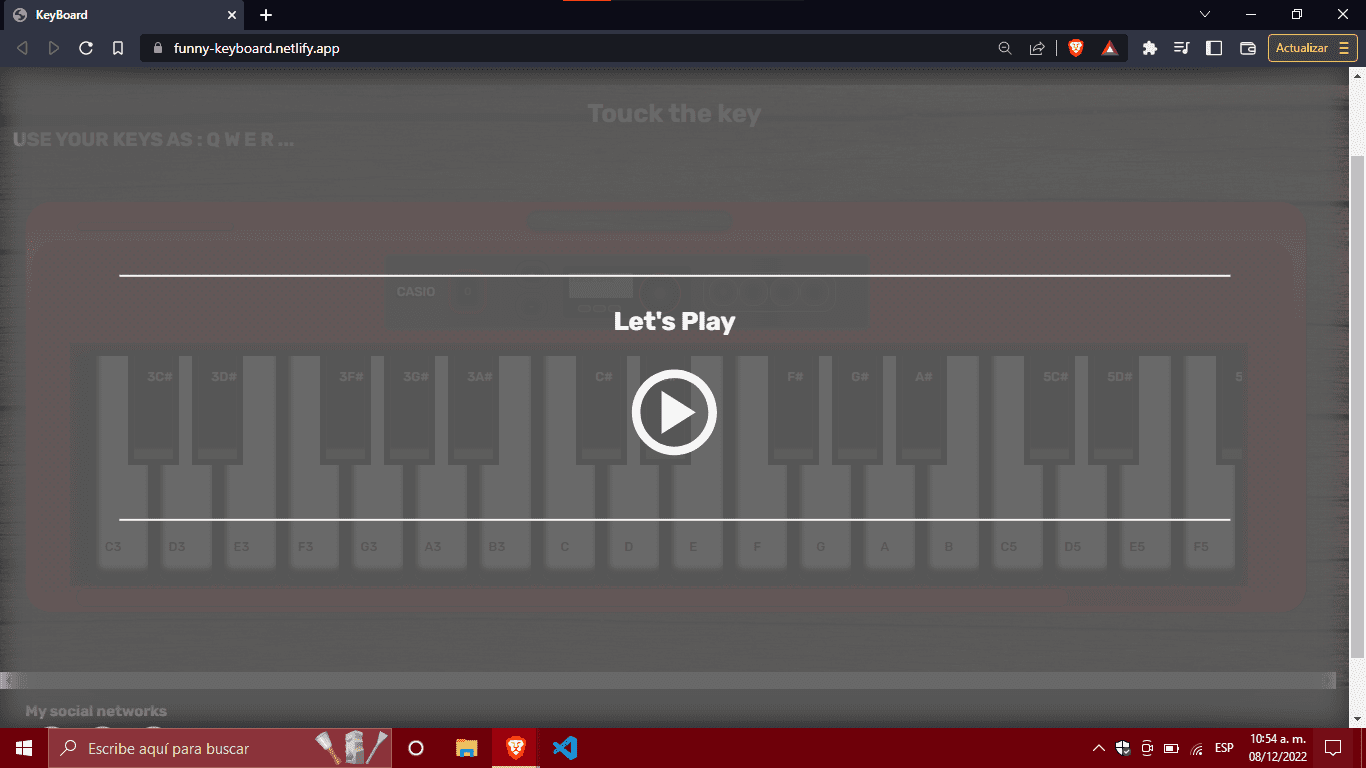 KeyBoard
funny-keyboard.netlify.app
Actualizar
Touck the key
USE YOUR KEYS AS : Q W E R ...
CASIO
Let's Play
3C# 3D# 3F# 3G# 3A# C# F# G# A# 5C# 5D# 5
C3 D3 E3 F3 G3 A3 B3 C D E F G A B C5 D5 E5 F5
My social networks
Escribe aquí para buscar
ESP
10:54 a. m.
08/12/2022